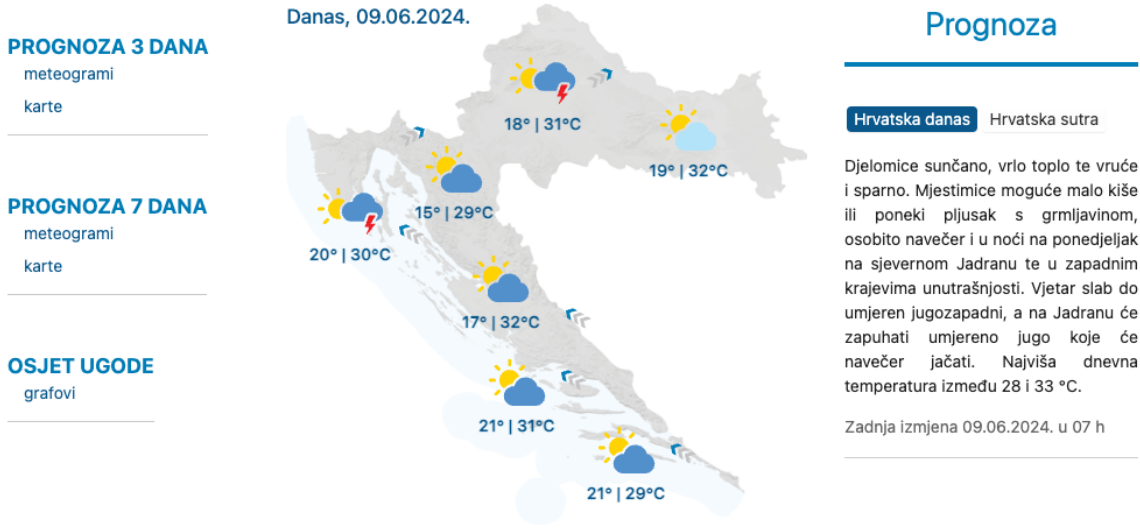 PROGNOZA 3 DANA
meteogrami
karte
PROGNOZA 7 DANA
meteogrami
karte
OSJET UGODE
grafovi
Danas, 09.06.2024.
18° | 31°C
19° | 32°C
15° | 29°C
20° | 30°C
17° | 32°C
21° | 31°C
21° | 29°C
Prognoza
Hrvatska danas Hrvatska sutra
Djelomice sunčano, vrlo toplo te vruće
i sparno. Mjestimice moguće malo kiše
ili poneki pljusak s grmljavinom,
osobito navečer i u noći na ponedjeljak
na sjevernom Jadranu te u zapadnim
krajevima unutrašnjosti. Vjetar slab do
umjeren jugozapadni, a na Jadranu će
zapuhati umjereno jugo koje će
navečer jačati. Najviša dnevna
temperatura između 28 i 33 °C.
Zadnja izmjena 09.06.2024. u 07 h